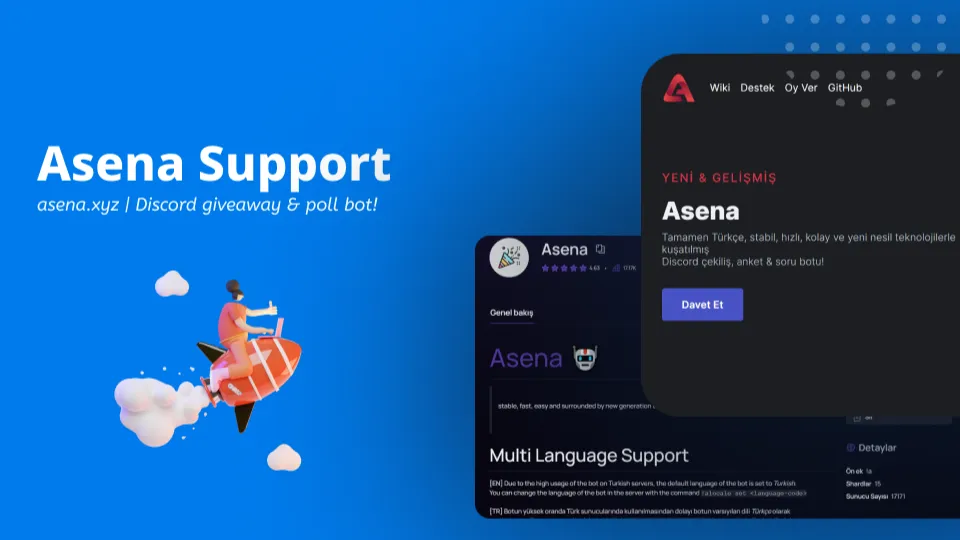 Asena Support
asena.xyz | Discord giveaway & poll bot!
Wiki Destek Oy Ver GitHub
YENİ & GELİŞMİŞ
Asena
Tamamen Türkçe, stabil, hızlı, kolay ve yeni nesil teknolojilerle
kuşatılmış
Discord çekiliş, anket & soru botu!
Davet Et
Asena
4.63 • 17.17K
Genel bakış
Asena
stable, fast, easy and surrounded by new generation
Multi Language Support
[EN] Due to the high usage of the bot on Turkish servers, the default language of the bot is set to Turkish.
You can change the language of the bot in the server with the command !alocale set <language-code>
[TR] Botun yüksek oranda Türk sunucularında kullanılmasından dolayı botun varsayılan dili Türkçe olarak
Detaylar
Ön ek !a
Shardlar 15
Sunucu Sayısı 17171